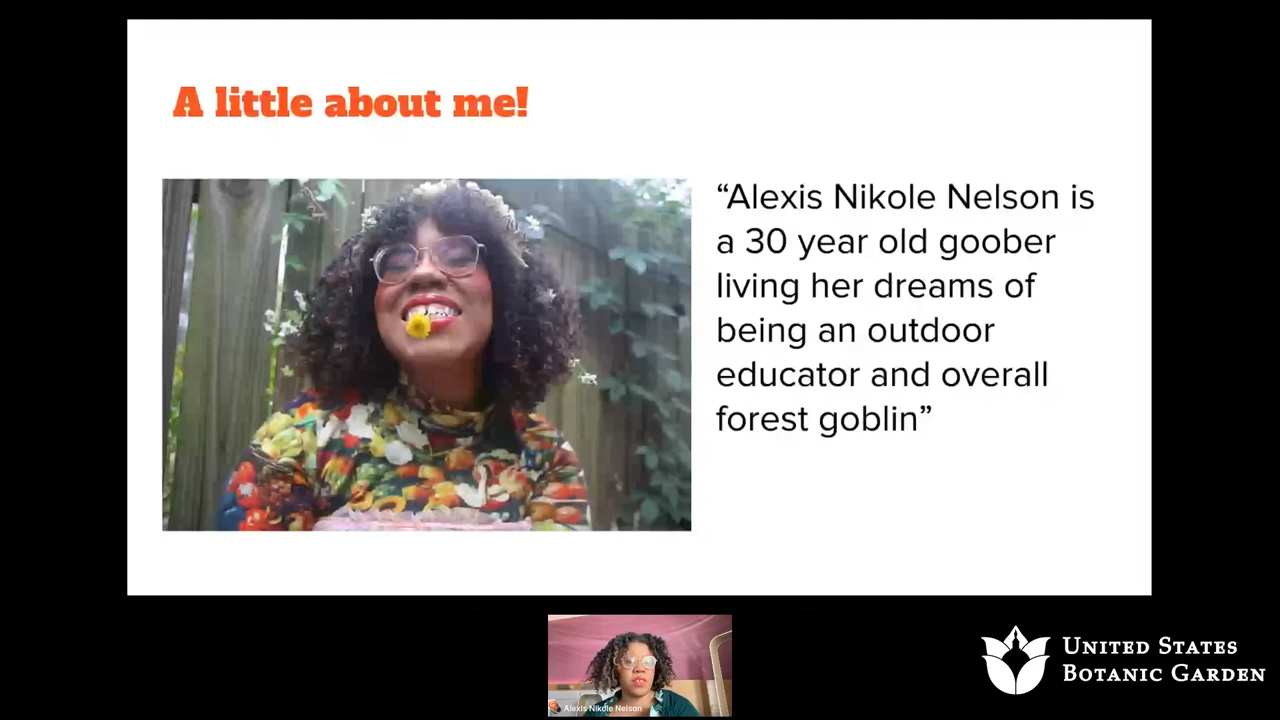 A little about me!
“Alexis Nikole Nelson is
a 30 year old goober
living her dreams of
being an outdoor
educator and overall
forest goblin”
Alexis Nikole Nelson
United States
Botanic Garden